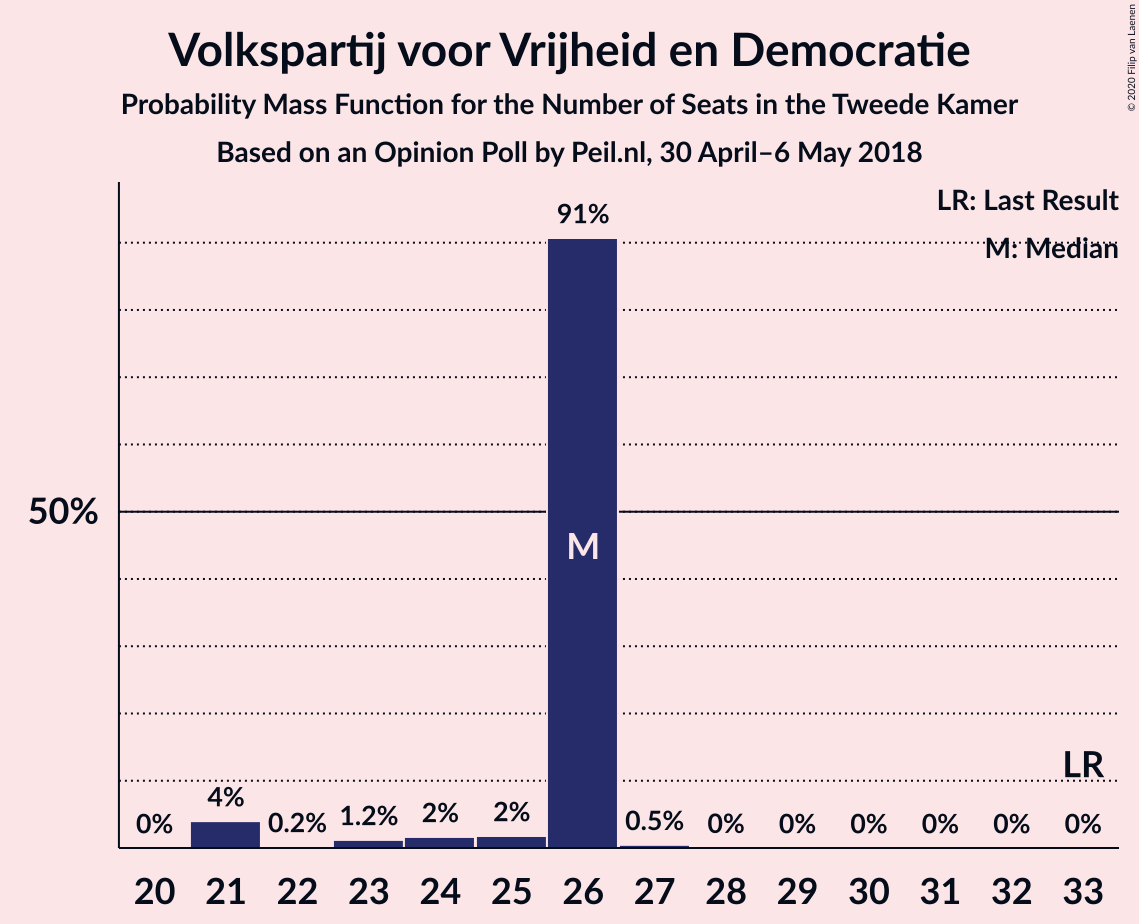 Volkspartij voor Vrijheid en Democratie
Probability Mass Function for the Number of Seats in the Tweede Kamer
Based on an Opinion Poll by Peil.nl, 30 April–6 May 2018
© 2020 Filip van Laenen
LR: Last Result
M: Median
91%
50%
M
LR
0% 4% 0.2% 1.2% 2% 2% 0.5% 0% 0% 0% 0% 0% 0%
20 21 22 23 24 25 26 27 28 29 30 31 32 33